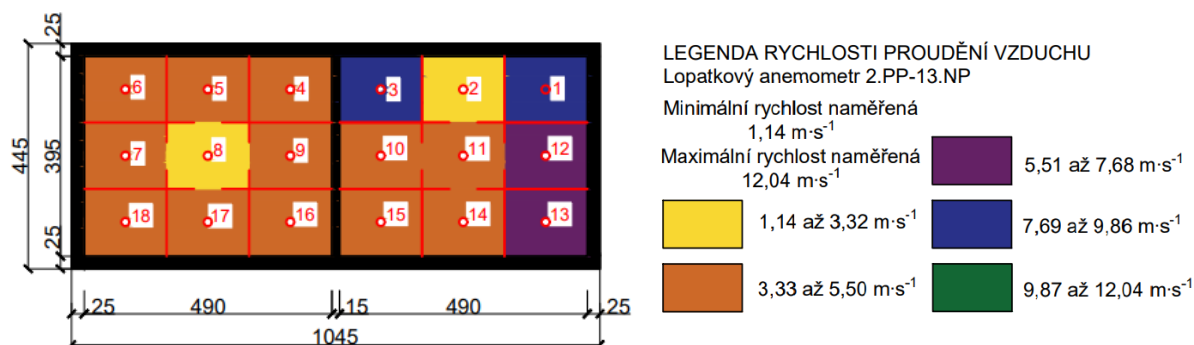 25
445
395
25
6 5 4 3 2 1
7 8 9 10 11 12
18 17 16 15 14 13
25 490 15 490 25
1045
LEGENDA RYCHLOSTI PROUDĚNÍ VZDUCHU
Lopatkový anemometr 2.PP-13.NP
Minimální rychlost naměřená
1,14 m·s⁻¹
Maximální rychlost naměřená
12,04 m·s⁻¹
1,14 až 3,32 m·s⁻¹
3,33 až 5,50 m·s⁻¹
5,51 až 7,68 m·s⁻¹
7,69 až 9,86 m·s⁻¹
9,87 až 12,04 m·s⁻¹